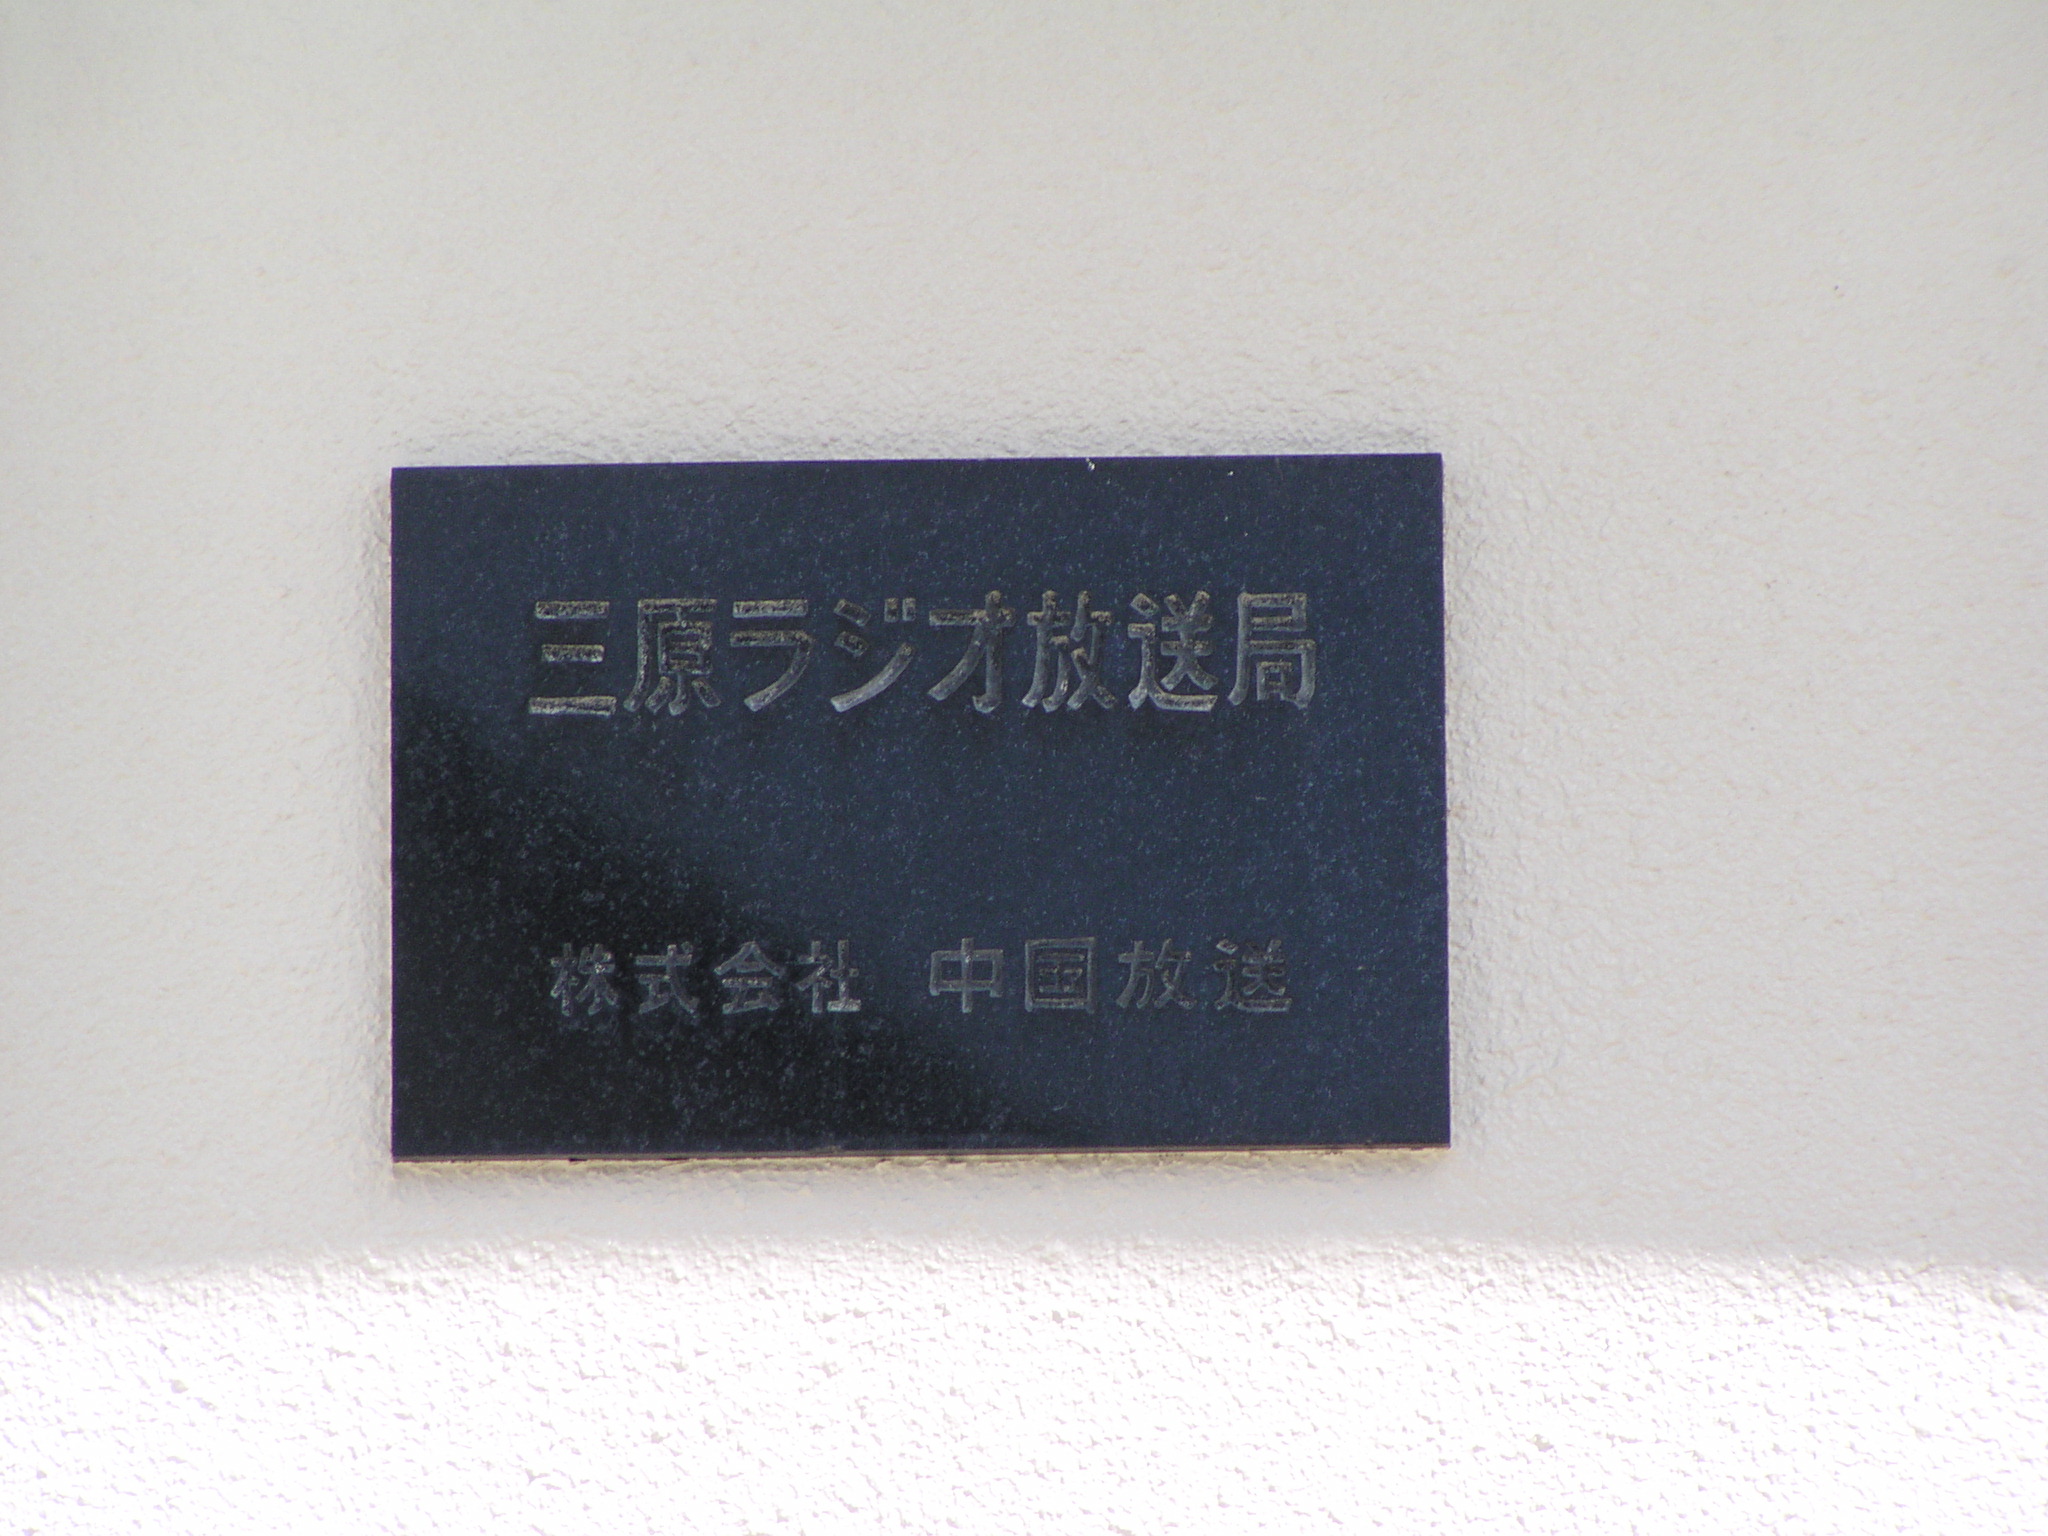 三原ラジオ放送局
株式会社 中国放送